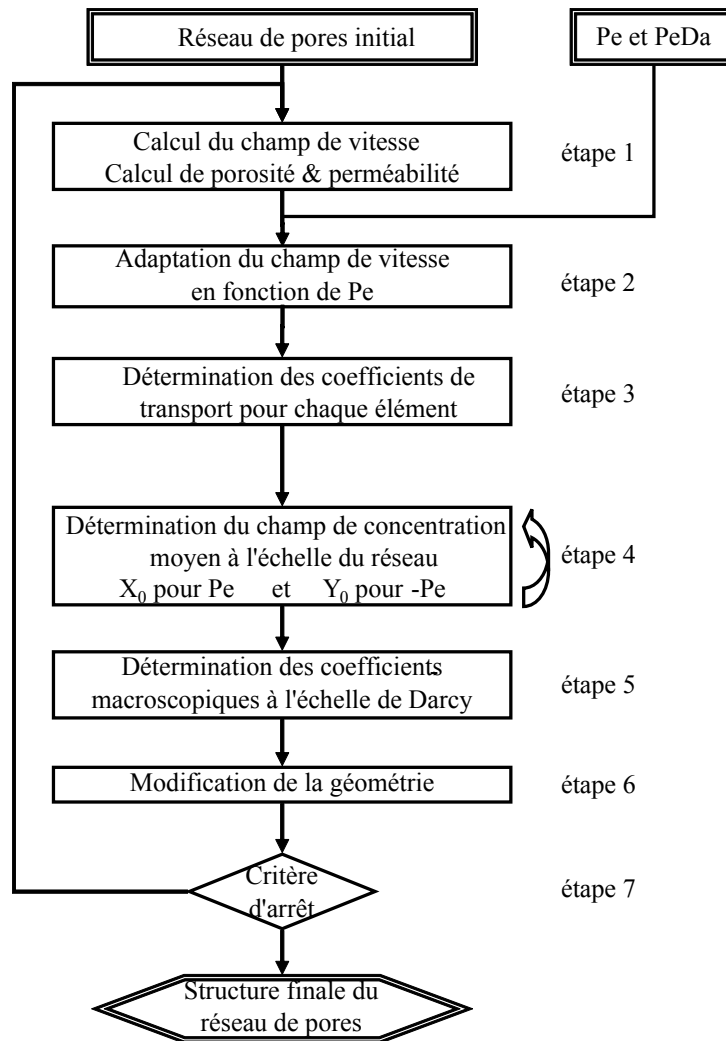 Réseau de pores initial
Pe et PeDa
Calcul du champ de vitesse
Calcul de porosité & perméabilité
étape 1
Adaptation du champ de vitesse
en fonction de Pe
étape 2
Détermination des coefficients de
transport pour chaque élément
étape 3
Détermination du champ de concentration
moyen à l'échelle du réseau
X₀ pour Pe et Y₀ pour -Pe
étape 4
Détermination des coefficients
macroscopiques à l'échelle de Darcy
étape 5
Modification de la géométrie
étape 6
Critère
d'arrêt
étape 7
Structure finale du
réseau de pores